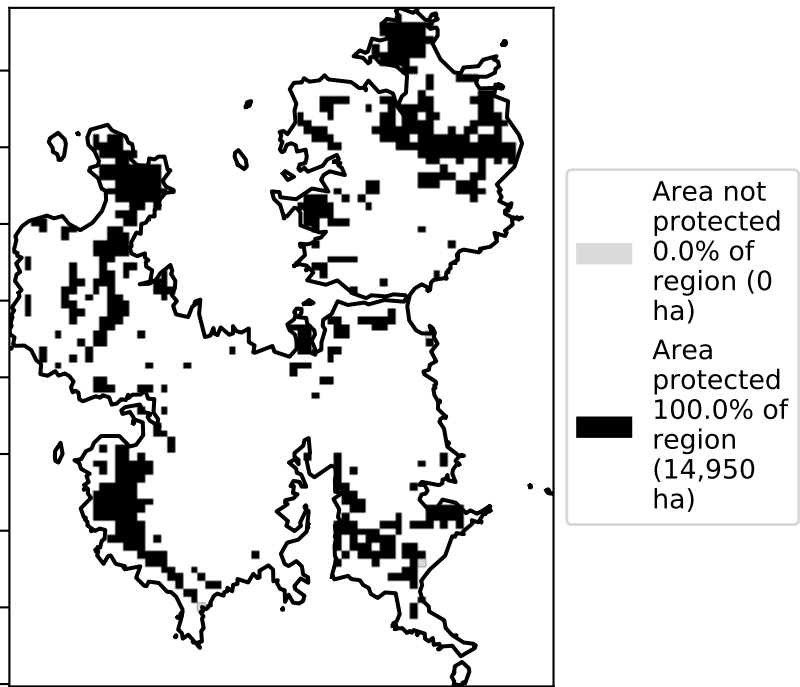 Area not
protected
0.0% of
region (0
ha)
Area
protected
100.0% of
region
(14,950
ha)